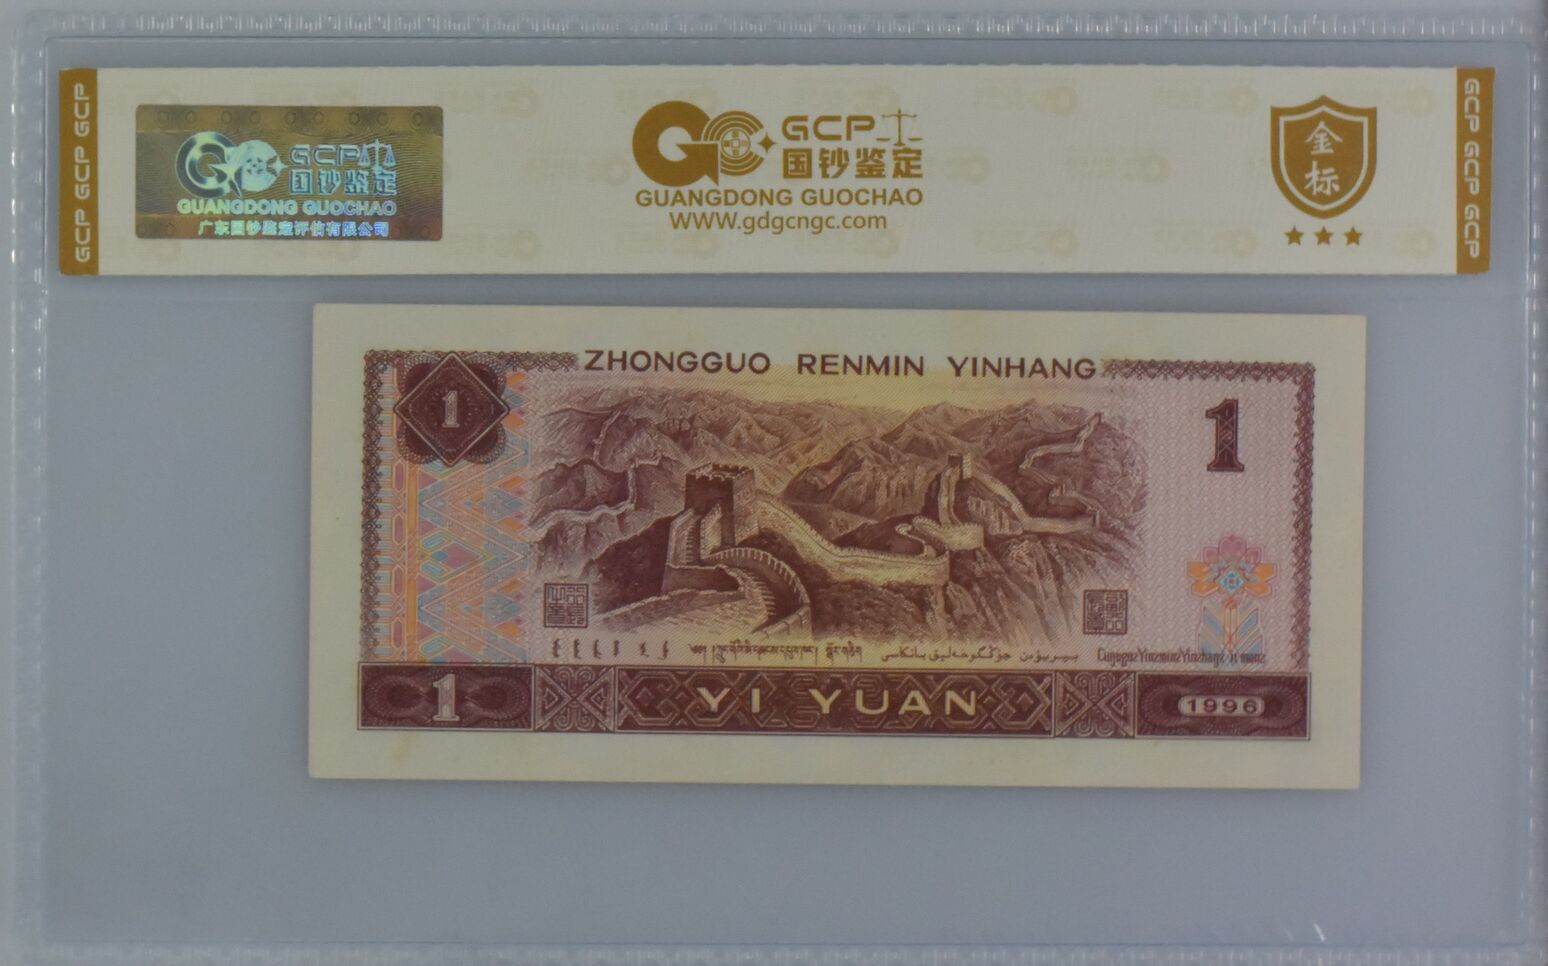 GCP GCP GCP
GCP 国钞鉴定
GUANGDONG GUOCHAO
广东国钞鉴定评估有限公司
GCP
国钞鉴定
GUANGDONG GUOCHAO
WWW.gdgcngc.com
金标
GCP GCP GCP
ZHONGGUO RENMIN YINHANG
1
1
1 YI YUAN 1996